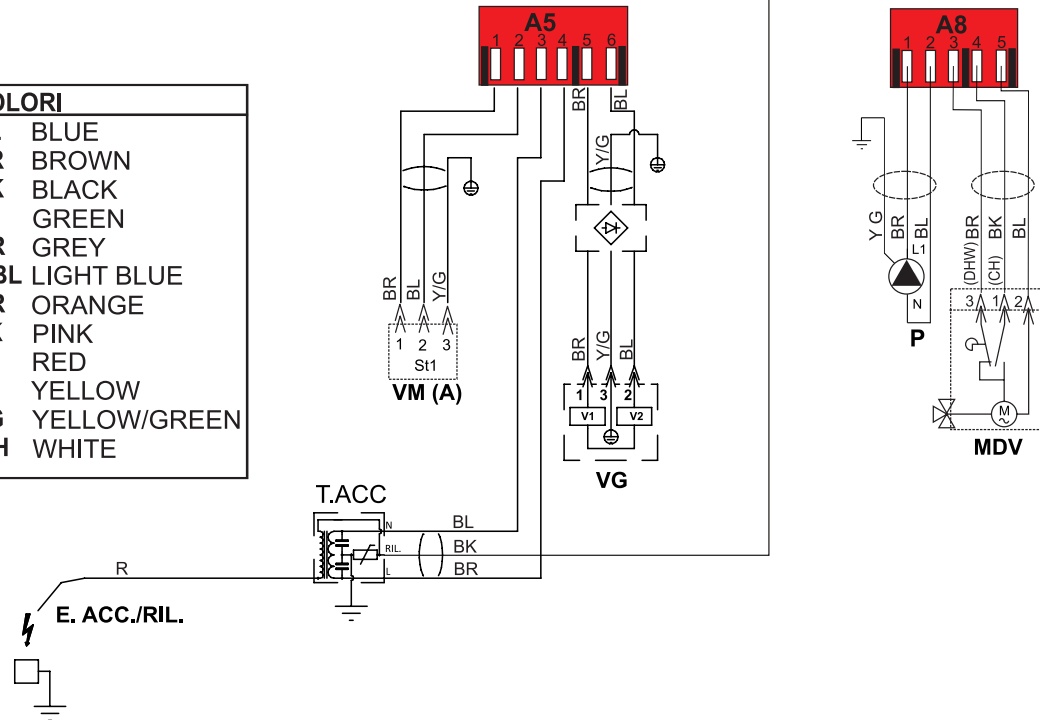 A5
1 2 3 4 5 6
A8
1 2 3 4 5
OLORI
BLUE
R BROWN
K BLACK
GREEN
R GREY
BL LIGHT BLUE
R ORANGE
K PINK
RED
YELLOW
G YELLOW/GREEN
H WHITE
BR
BL
Y/G
BR
BL
Y/G
1 2 3
St1
VM (A)
BR
Y/G
BL
1 3 2
V1
V2
VG
Y G
BR
BL
L1
N
P
(DHW) BR
(CH)
BK
BL
3 1 2
M
MDV
T.ACC
N
RIL.
L
BL
BK
BR
R
E. ACC./RIL.